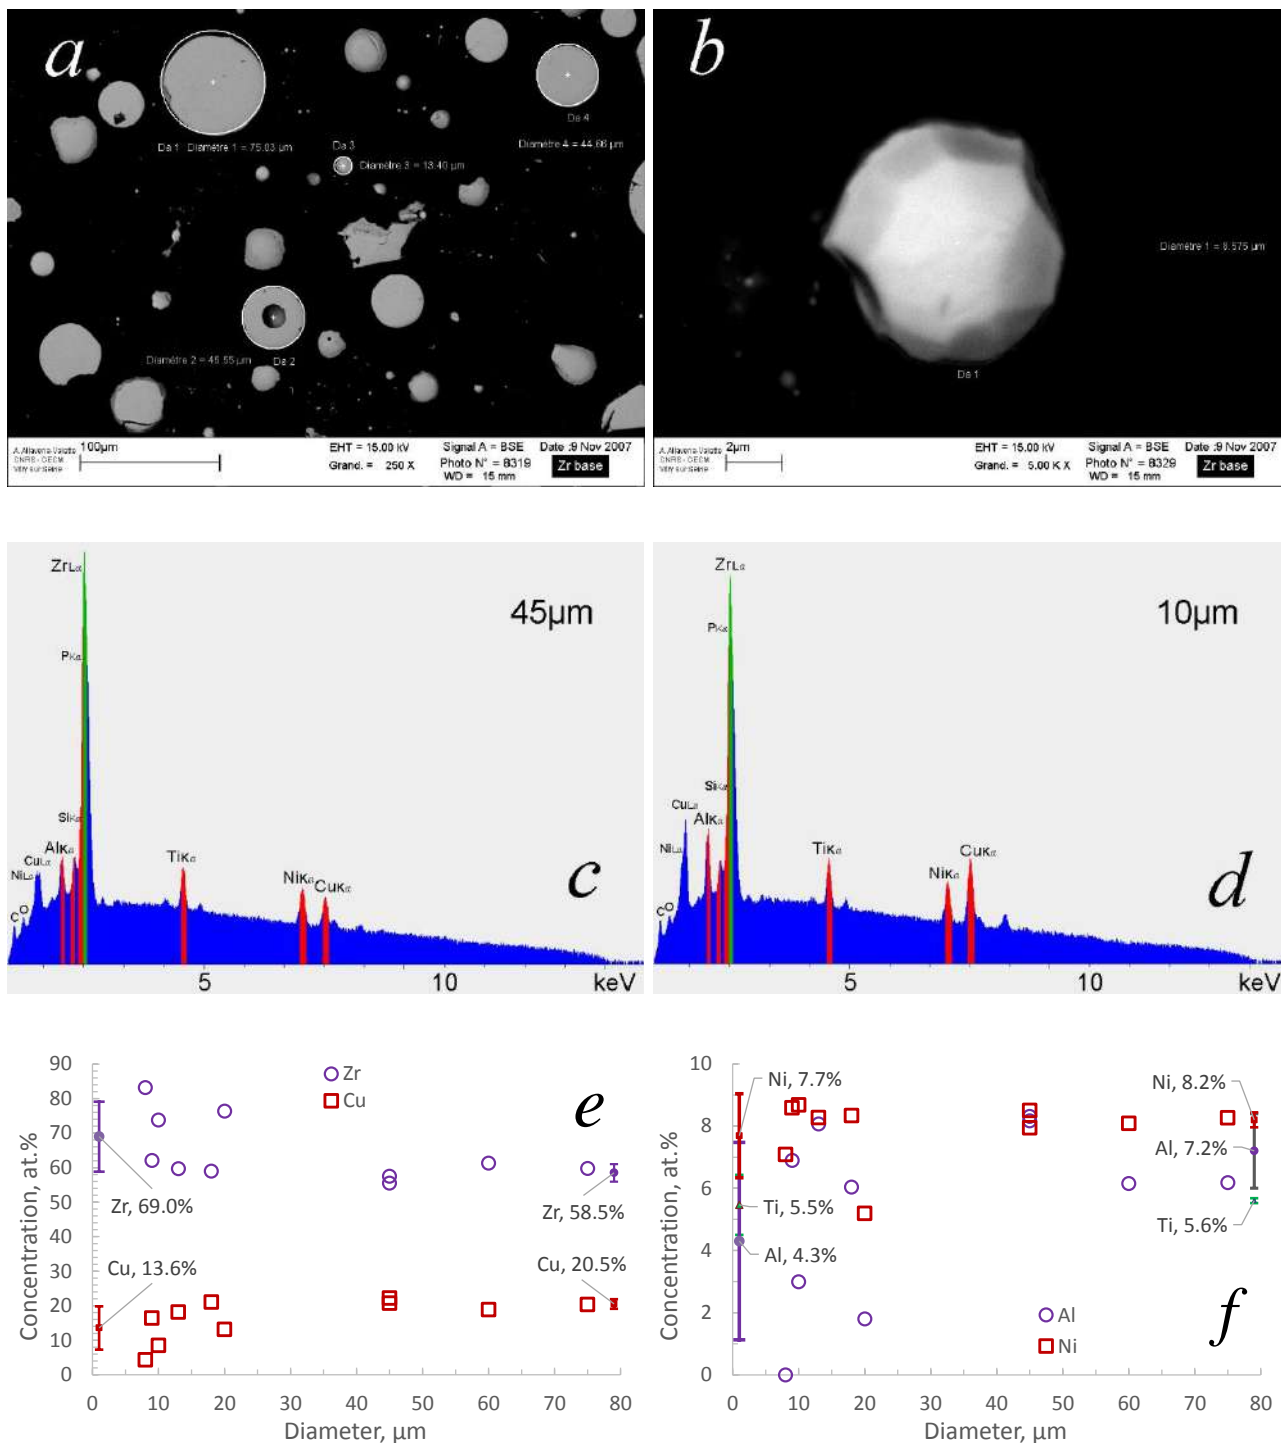 a
Da 1 Diamètre 1 = 75.83 µm
Da 3
Diamètre 3 = 13.40 µm
Da 4
Diamètre 4 = 44.66 µm
Diamètre 2 = 45.55 µm
Da 2
100µm
EHT = 15.00 kV
Signal A = BSE
Date :9 Nov 2007
Grand. = 250 X
Photo N° = 8319
WD = 15 mm
Zr base
b
Diamètre 1 = 8.575 µm
Da 1
2µm
EHT = 15.00 kV
Signal A = BSE
Date :9 Nov 2007
Grand. = 5.00 K X
Photo N° = 8329
WD = 15 mm
Zr base
ZrLα
45µm
PKα
SiKα
AlKα
CuLα
NiLα
C O
TiKα
NiKα
CuKα
c
5
10
keV
ZrLα
10µm
PKα
SiKα
CuLα
AlKα
NiLα
C O
TiKα
NiKα
CuKα
d
5
10
keV
Concentration, at.%
90
80
70
60
50
40
30
20
10
0
Zr
Cu
e
Zr, 69.0%
Zr, 58.5%
Cu, 13.6%
Cu, 20.5%
0 10 20 30 40 50 60 70 80
Diameter, µm
Concentration, at.%
10
8
6
4
2
0
Ni, 7.7%
Ni, 8.2%
Al, 7.2%
Ti, 5.5%
Ti, 5.6%
Al, 4.3%
Al
Ni
f
0 10 20 30 40 50 60 70 80
Diameter, µm